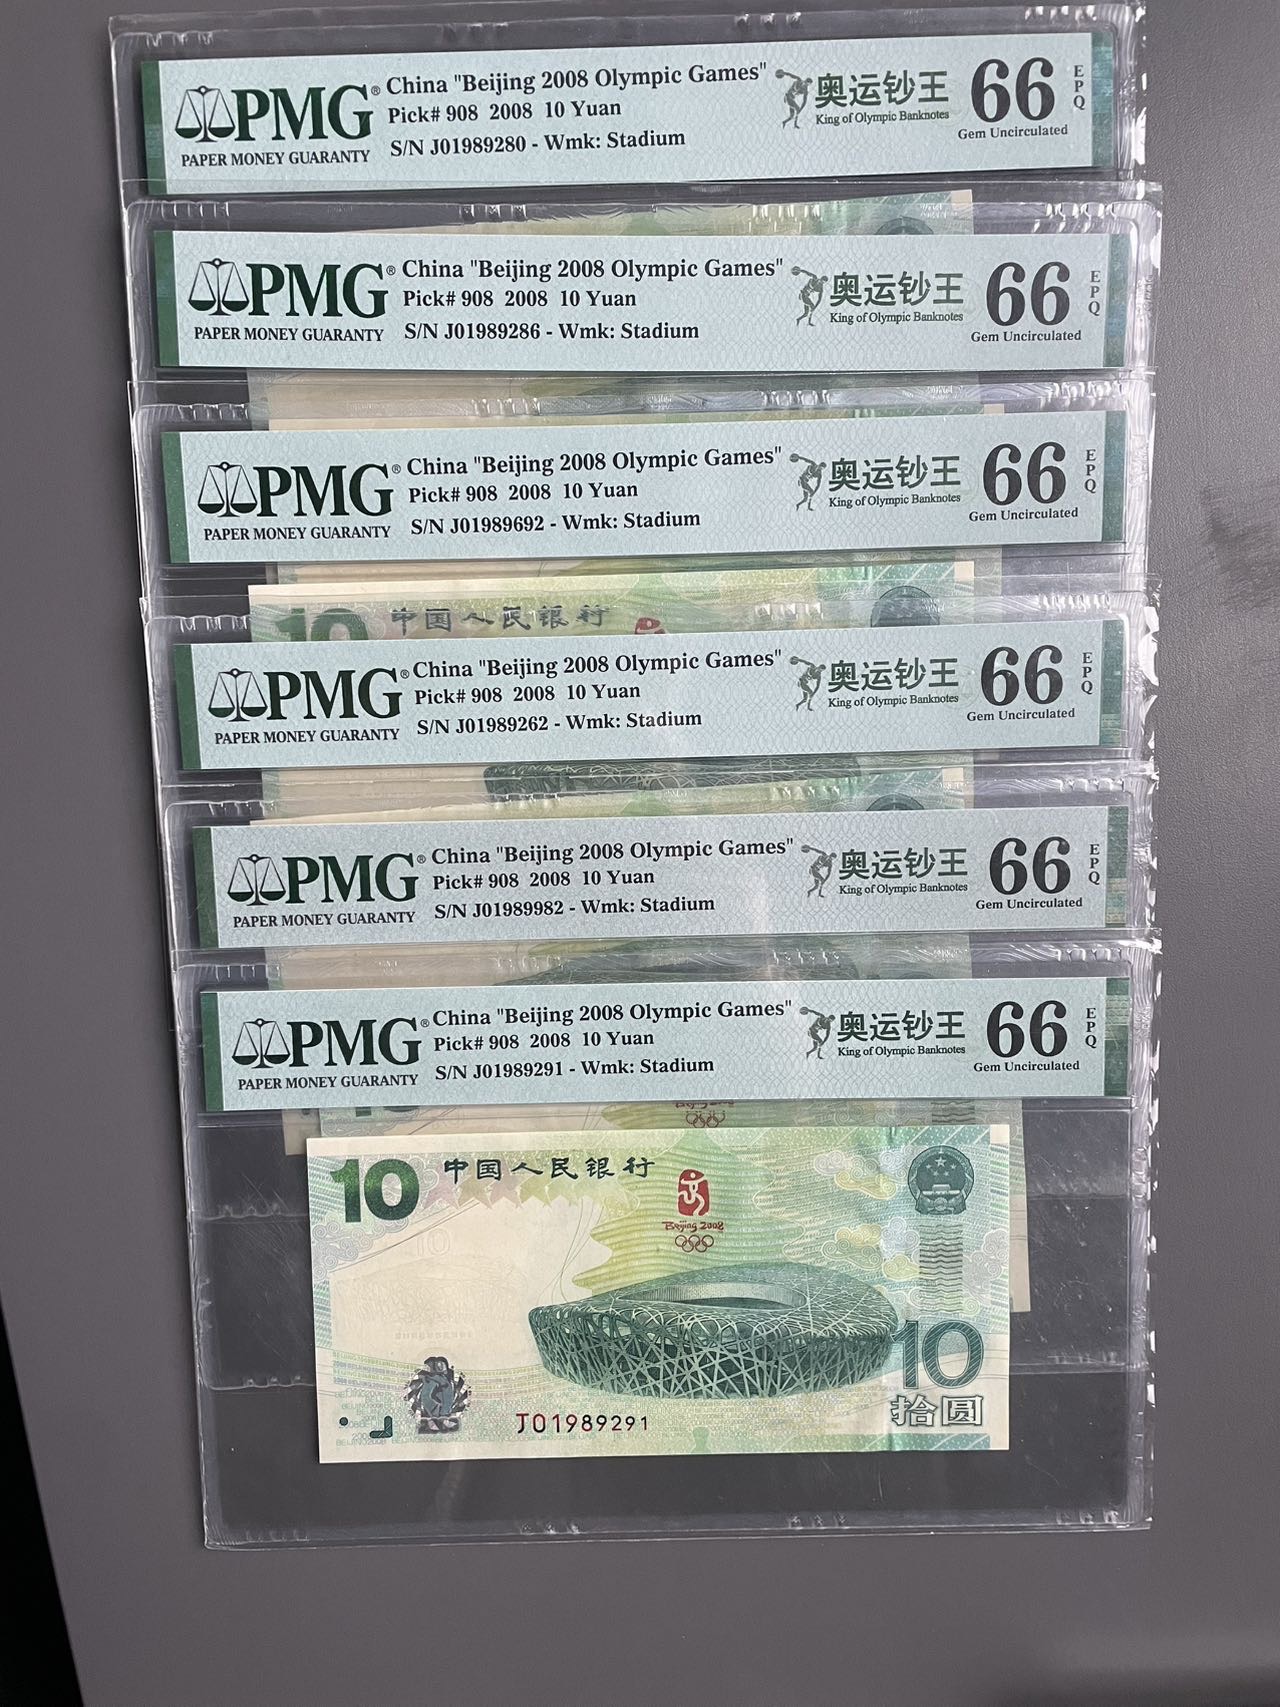 PMG® China "Beijing 2008 Olympic Games" 奥运钞王 66 EPQ
Pick# 908 2008 10 Yuan King of Olympic Banknotes
PAPER MONEY GUARANTY S/N J01989280 - Wmk: Stadium Gem Uncirculated
PMG® China "Beijing 2008 Olympic Games" 奥运钞王 66 EPQ
Pick# 908 2008 10 Yuan King of Olympic Banknotes
PAPER MONEY GUARANTY S/N J01989286 - Wmk: Stadium Gem Uncirculated
PMG® China "Beijing 2008 Olympic Games" 奥运钞王 66 EPQ
Pick# 908 2008 10 Yuan King of Olympic Banknotes
PAPER MONEY GUARANTY S/N J01989692 - Wmk: Stadium Gem Uncirculated
10 中国人民银行
PMG® China "Beijing 2008 Olympic Games" 奥运钞王 66 EPQ
Pick# 908 2008 10 Yuan King of Olympic Banknotes
PAPER MONEY GUARANTY S/N J01989262 - Wmk: Stadium Gem Uncirculated
PMG® China "Beijing 2008 Olympic Games" 奥运钞王 66 EPQ
Pick# 908 2008 10 Yuan King of Olympic Banknotes
PAPER MONEY GUARANTY S/N J01989982 - Wmk: Stadium Gem Uncirculated
PMG® China "Beijing 2008 Olympic Games" 奥运钞王 66 EPQ
Pick# 908 2008 10 Yuan King of Olympic Banknotes
PAPER MONEY GUARANTY S/N J01989291 - Wmk: Stadium Gem Uncirculated
10 中国人民银行
Beijing 2008
10
拾圆
J01989291